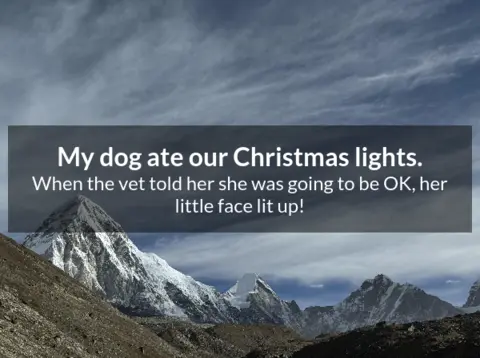 My dog ate our Christmas lights.
When the vet told her she was going to be OK, her
little face lit up!